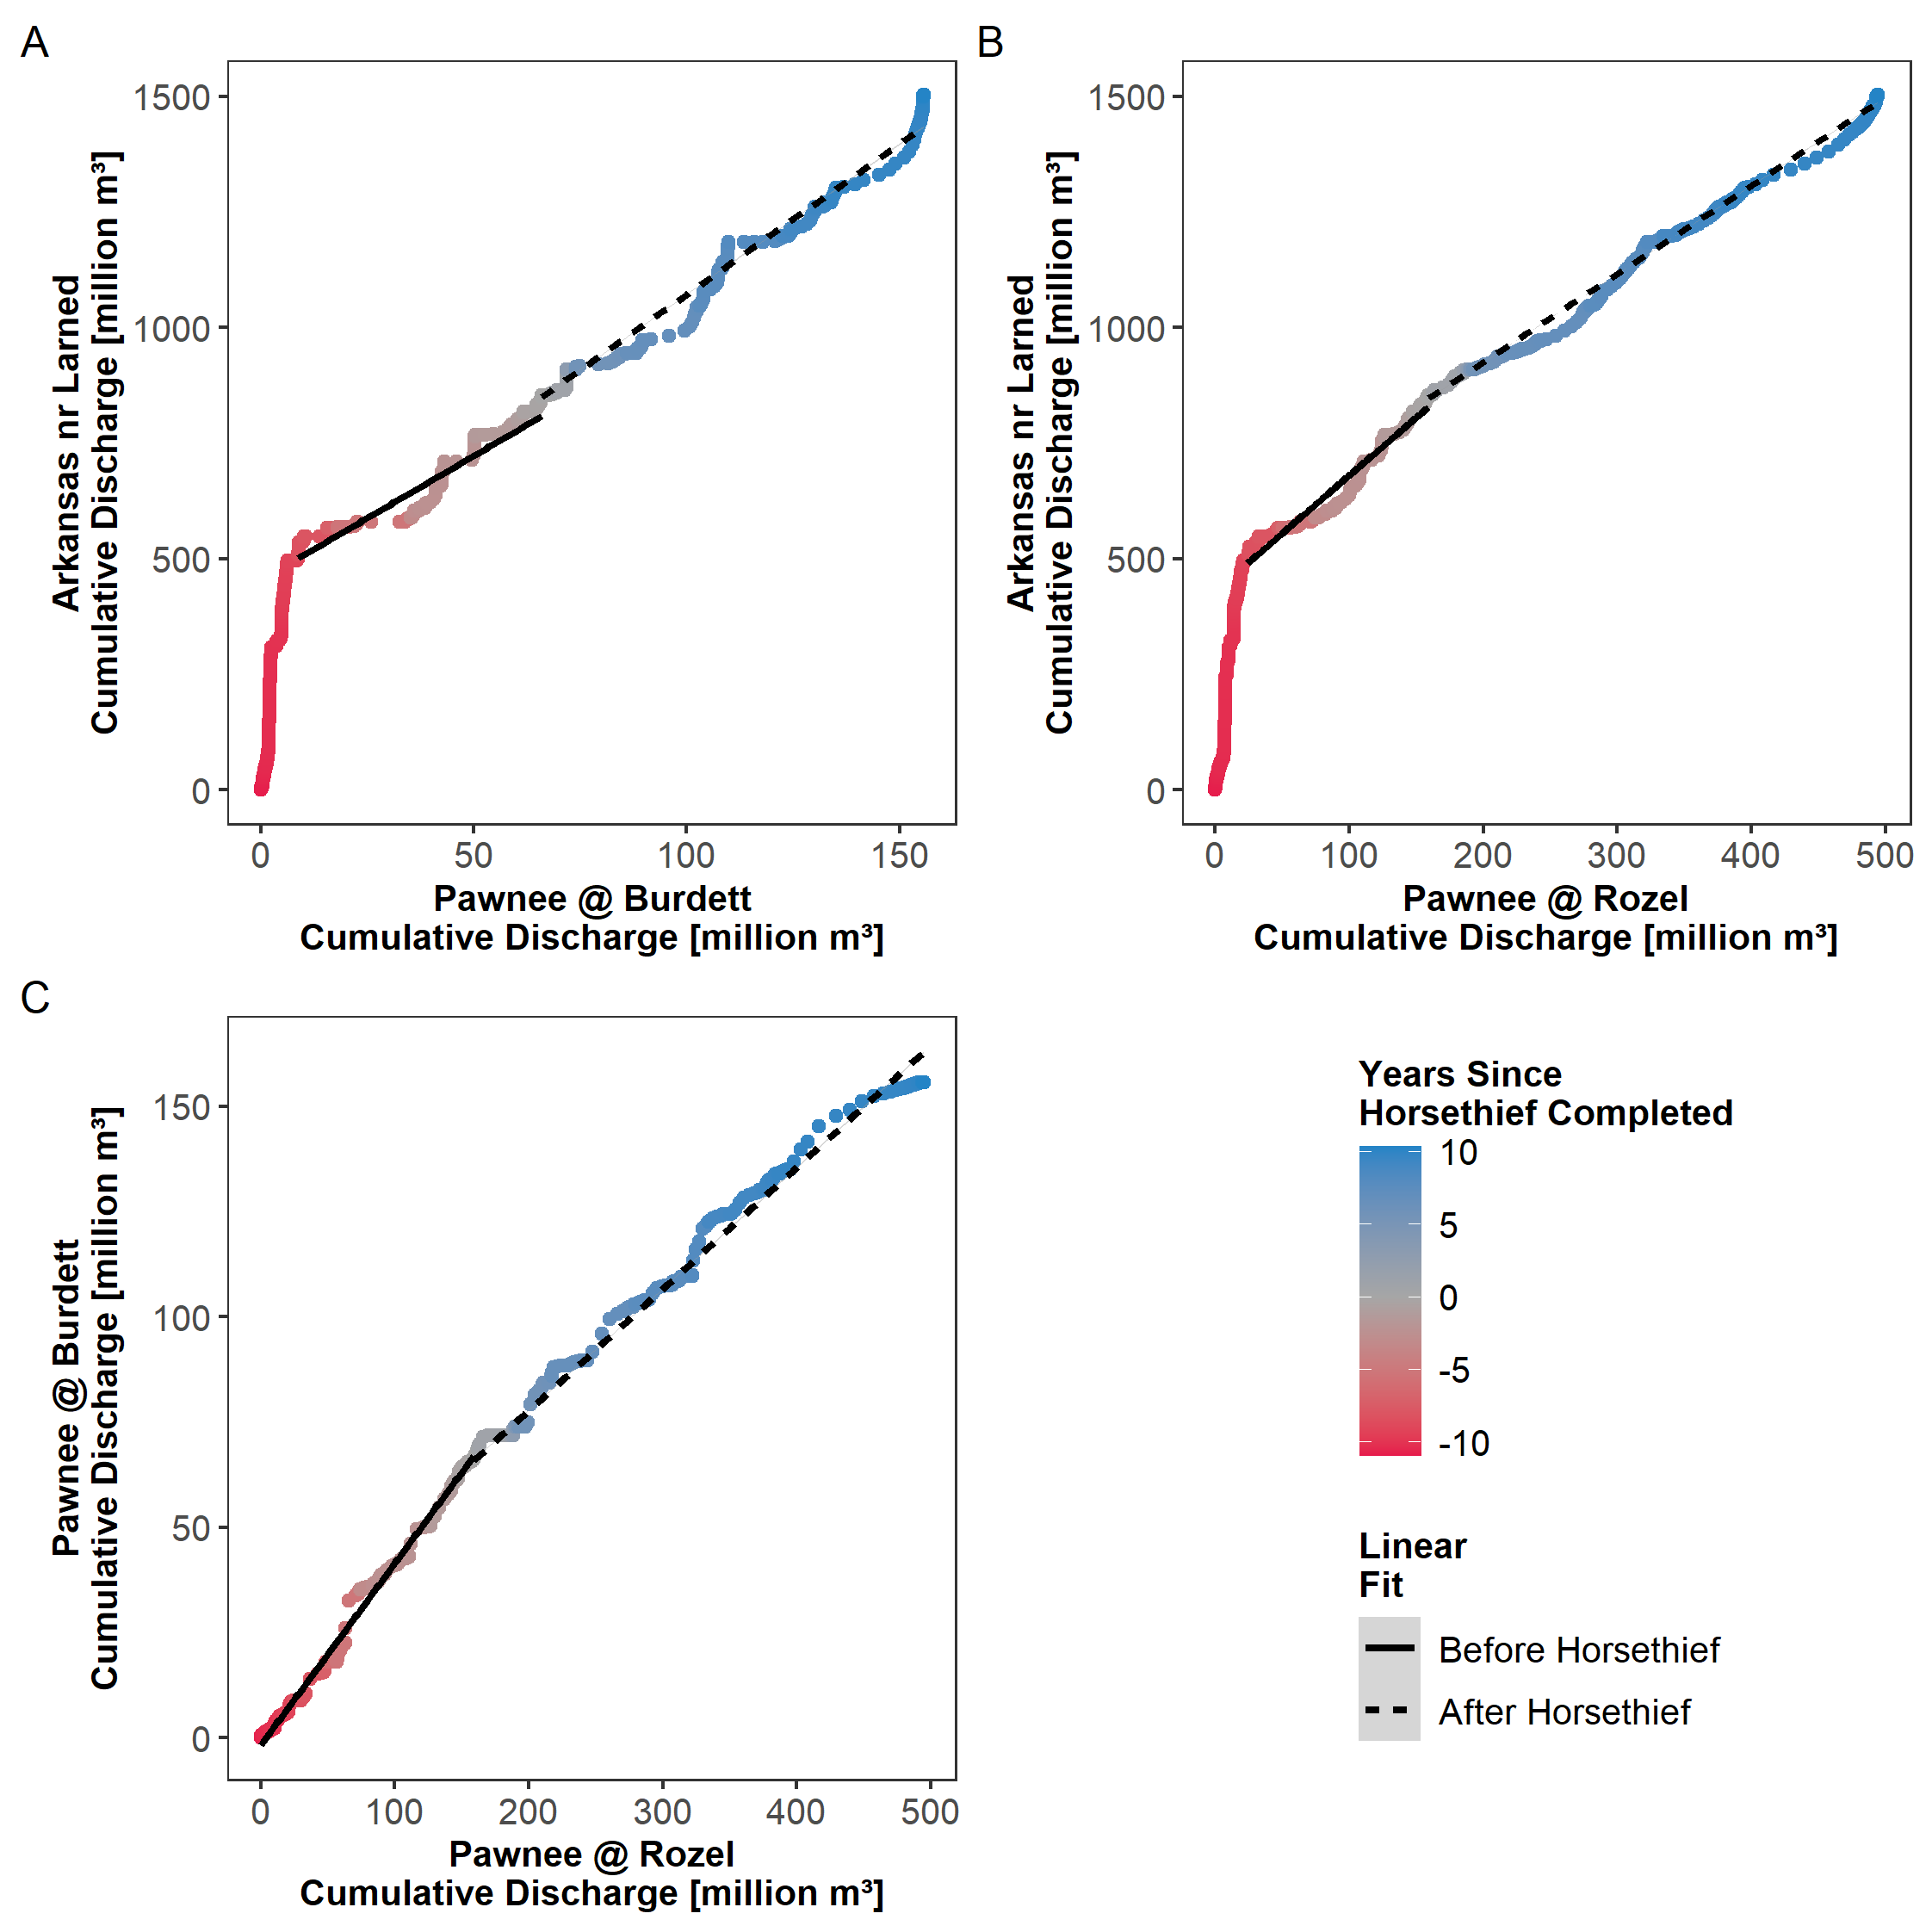 A
Arkansas nr Larned
Cumulative Discharge [million m³]
1500
1000
500
0
0 50 100 150
Pawnee @ Burdett
Cumulative Discharge [million m³]
B
Arkansas nr Larned
Cumulative Discharge [million m³]
1500
1000
500
0
0 100 200 300 400 500
Pawnee @ Rozel
Cumulative Discharge [million m³]
C
Pawnee @ Burdett
Cumulative Discharge [million m³]
150
100
50
0
0 100 200 300 400 500
Pawnee @ Rozel
Cumulative Discharge [million m³]
Years Since
Horsethief Completed
10
5
0
-5
-10
Linear
Fit
Before Horsethief
After Horsethief